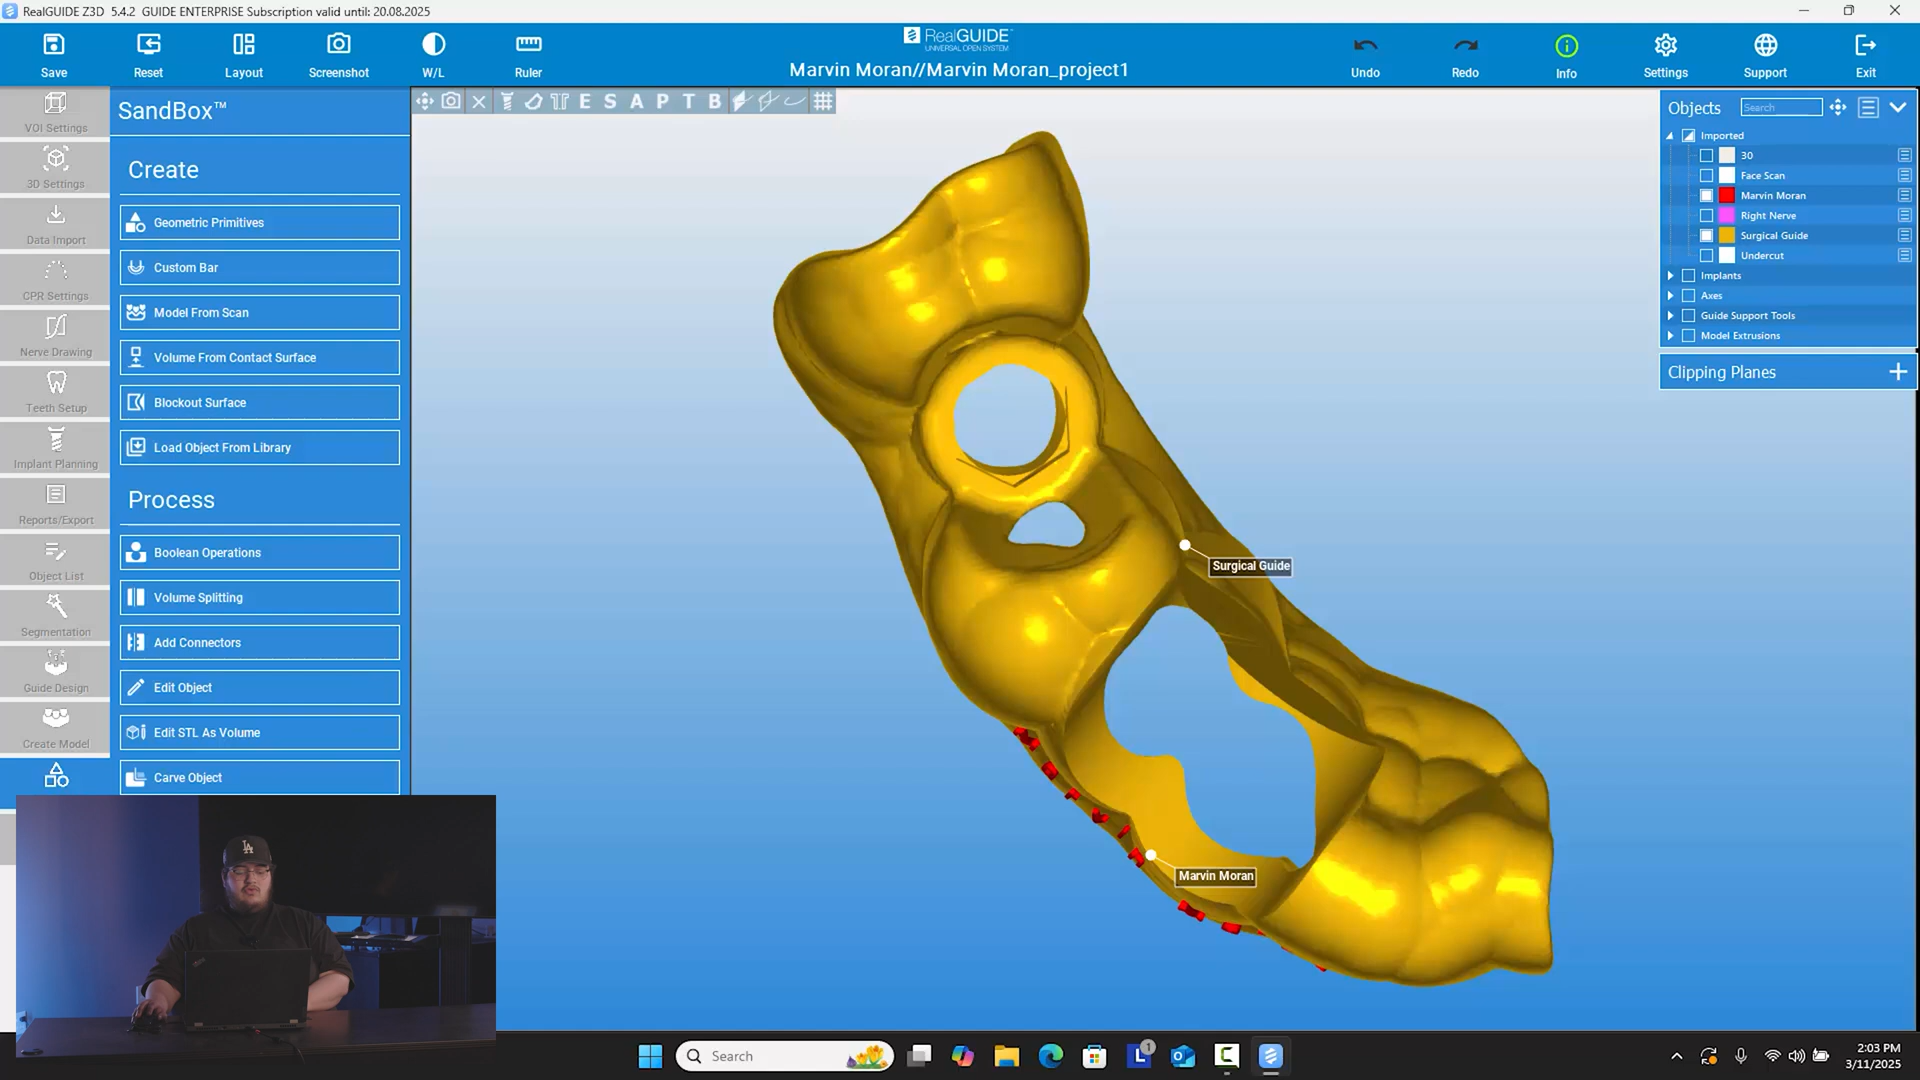 RealGUIDE Z3D 5.4.2 GUIDE ENTERPRISE Subscription valid until: 20.08.2025
Save
Reset
Layout
Screenshot
W/L
Ruler
RealGUIDE
UNIVERSAL OPEN SYSTEM
Marvin Moran//Marvin Moran_project1
Undo
Redo
Info
Settings
Support
Exit
VOI Settings
3D Settings
Data Import
CPR Settings
Nerve Drawing
Teeth Setup
Implant Planning
Reports/Export
Object List
Segmentation
Guide Design
Create Model
SandBox™
Create
Geometric Primitives
Custom Bar
Model From Scan
Volume From Contact Surface
Blockout Surface
Load Object From Library
Process
Boolean Operations
Volume Splitting
Add Connectors
Edit Object
Edit STL As Volume
Carve Object
E S A P T B
Surgical Guide
Marvin Moran
Objects
Search
Imported
30
Face Scan
Marvin Moran
Right Nerve
Surgical Guide
Undercut
Implants
Axes
Guide Support Tools
Model Extrusions
Clipping Planes
LA
Search
L
1
2:03 PM
3/11/2025